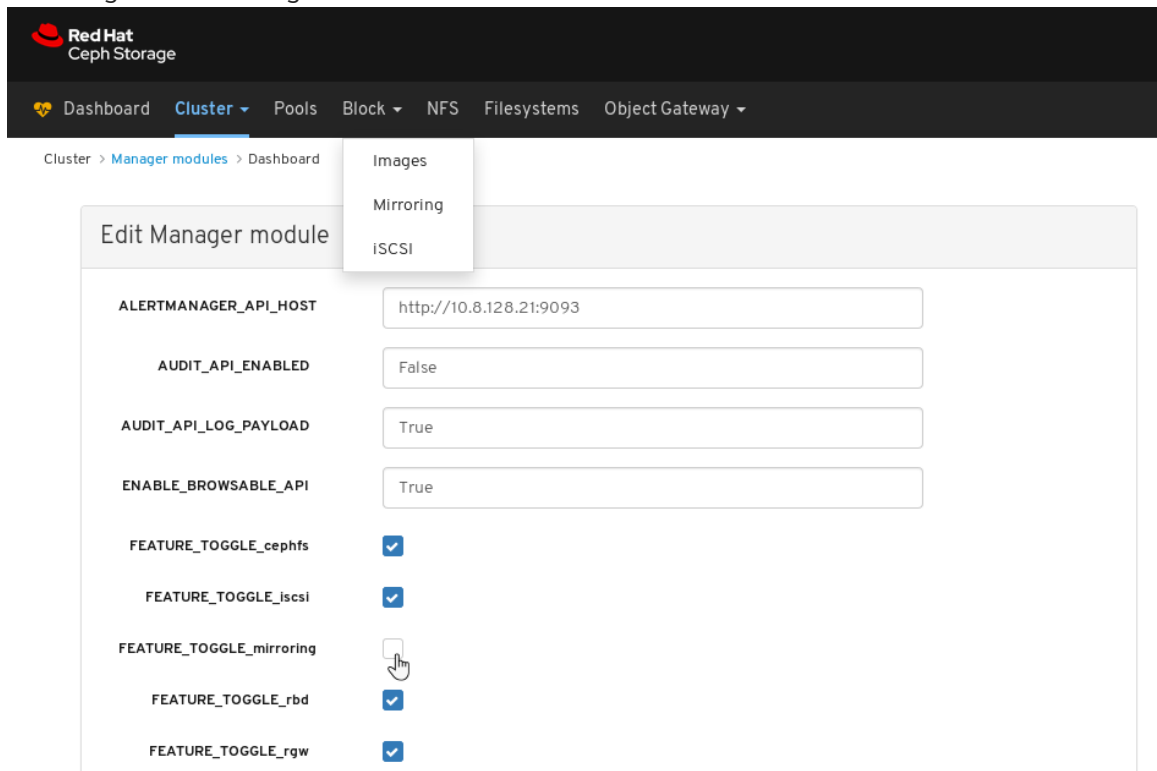 Red Hat
Ceph Storage
Dashboard Cluster Pools Block NFS Filesystems Object Gateway
Cluster > Manager modules > Dashboard
Images
Mirroring
iSCSI
Edit Manager module
ALERTMANAGER_API_HOST http://10.8.128.21:9093
AUDIT_API_ENABLED False
AUDIT_API_LOG_PAYLOAD True
ENABLE_BROWSABLE_API True
FEATURE_TOGGLE_cephfs
FEATURE_TOGGLE_iscsi
FEATURE_TOGGLE_mirroring
FEATURE_TOGGLE_rbd
FEATURE_TOGGLE_rgw